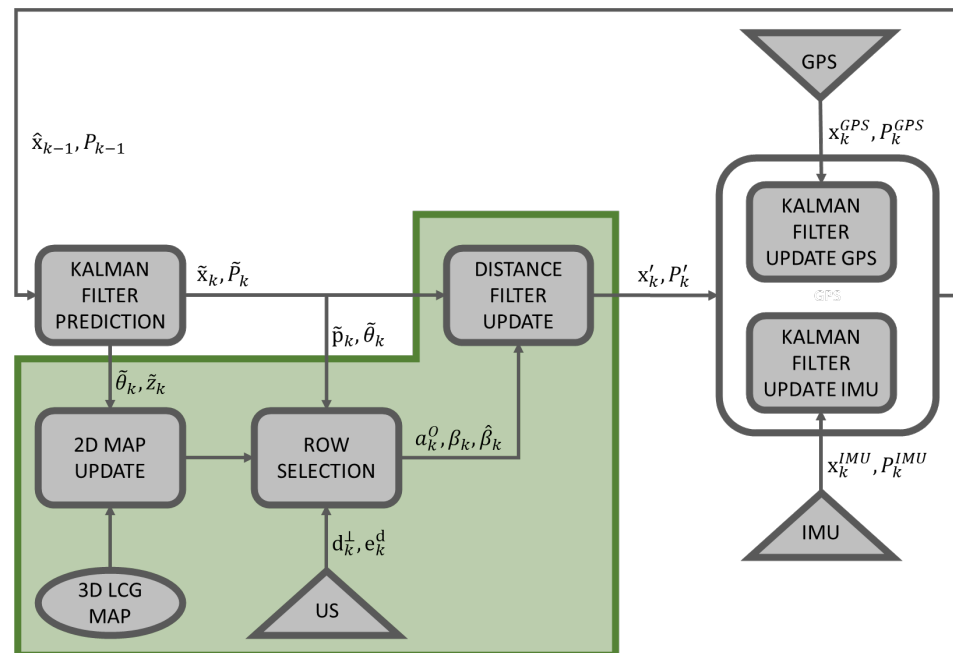 GPS
x̂ₖ₋₁, Pₖ₋₁
xₖᴳᴾˢ, Pₖᴳᴾˢ
KALMAN
FILTER
UPDATE GPS
KALMAN
FILTER
PREDICTION
x̃ₖ, P̃ₖ
DISTANCE
FILTER
UPDATE
x′ₖ, P′ₖ
GPS
p̃ₖ, θ̃ₖ
KALMAN
FILTER
UPDATE IMU
θ̃ₖ, z̃ₖ
2D MAP
UPDATE
ROW
SELECTION
aₖᴼ, βₖ, β̂ₖ
xₖᴵᴹᵁ, Pₖᴵᴹᵁ
IMU
dₖ⊥, eₖᵈ
3D LCG
MAP
US